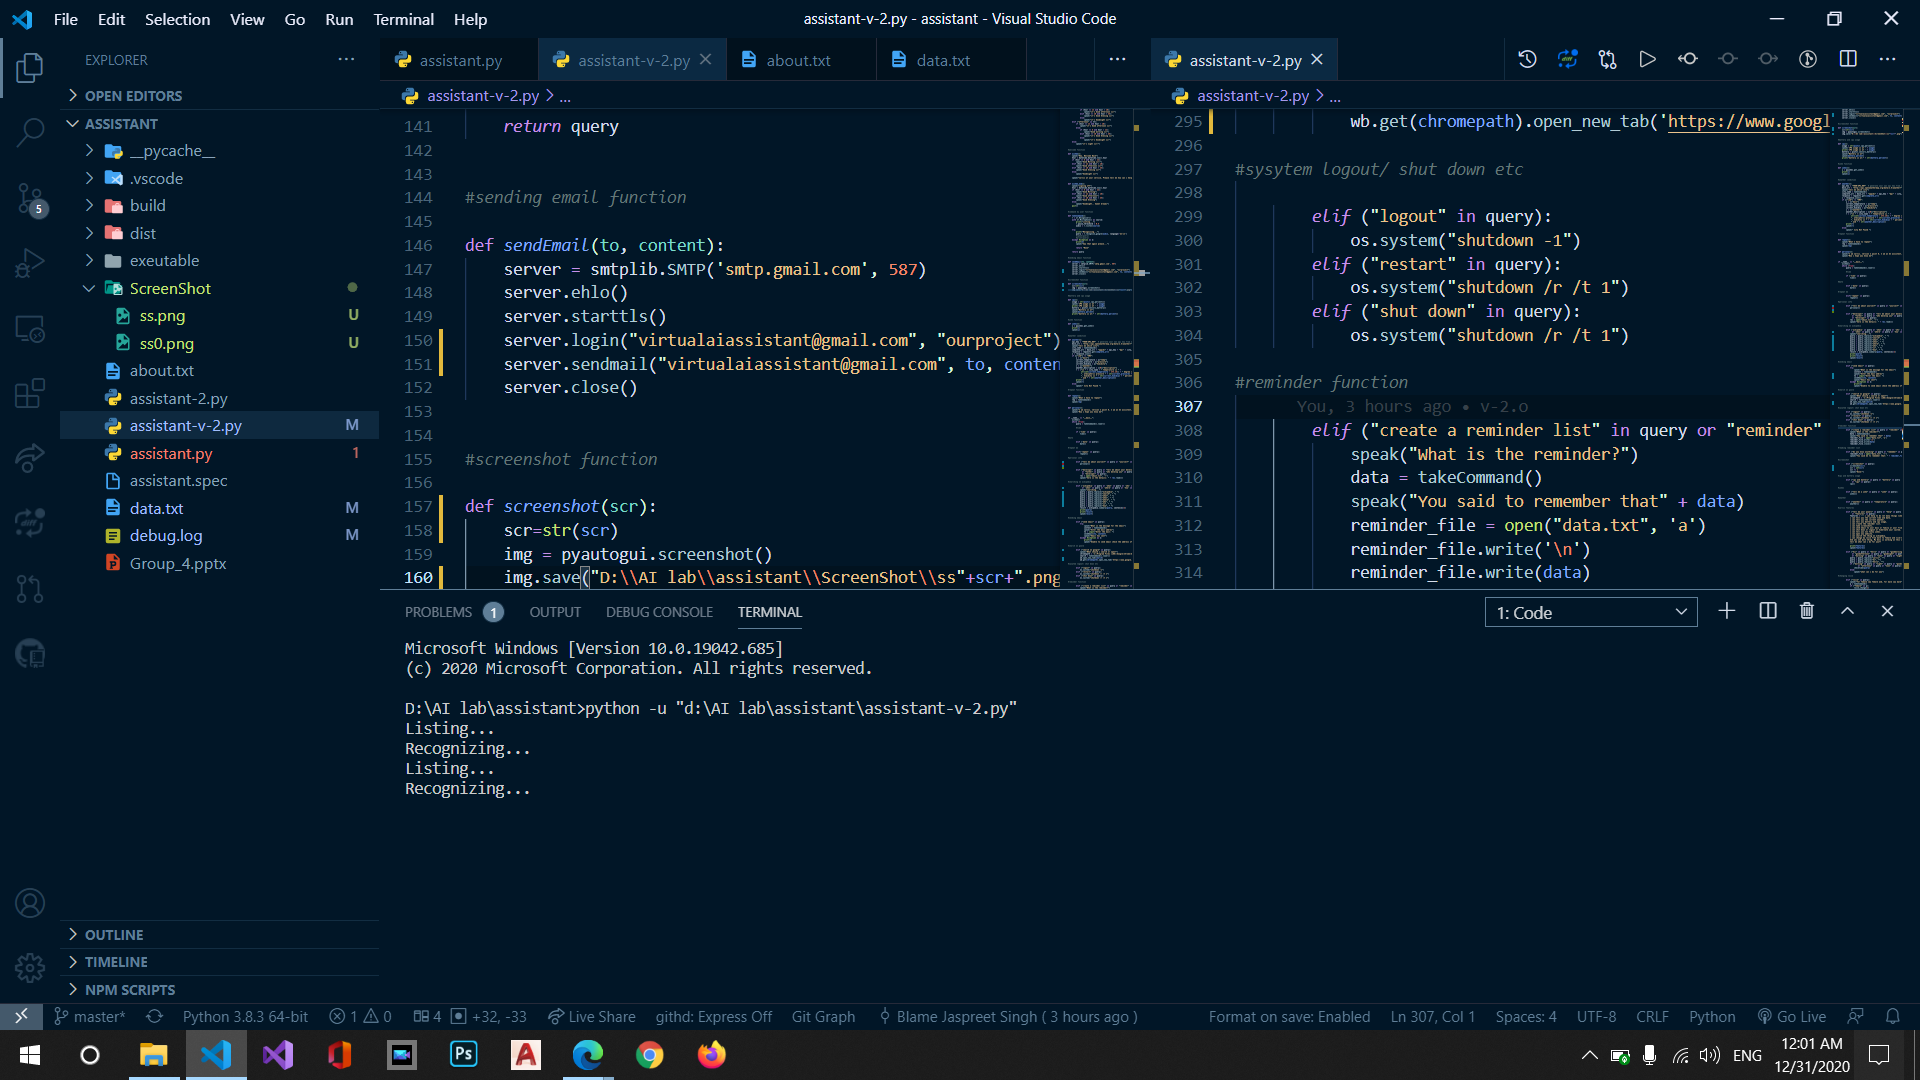 File Edit Selection View Go Run Terminal Help
assistant-v-2.py - assistant - Visual Studio Code
EXPLORER
OPEN EDITORS
ASSISTANT
__pycache__
.vscode
build
dist
exeutable
ScreenShot
ss.png U
ss0.png U
about.txt
assistant-2.py
assistant-v-2.py M
assistant.py 1
assistant.spec
data.txt M
debug.log M
Group_4.pptx
OUTLINE
TIMELINE
NPM SCRIPTS
5
assistant.py assistant-v-2.py about.txt data.txt
assistant-v-2.py > ...
141 return query
142
143
144 #sending email function
145
146 def sendEmail(to, content):
147 server = smtplib.SMTP('smtp.gmail.com', 587)
148 server.ehlo()
149 server.starttls()
150 server.login("virtualaiassistant@gmail.com", "ourproject")
151 server.sendmail("virtualaiassistant@gmail.com", to, conten
152 server.close()
153
154
155 #screenshot function
156
157 def screenshot(scr):
158 scr=str(scr)
159 img = pyautogui.screenshot()
160 img.save("D:\\AI lab\\assistant\\ScreenShot\\ss"+scr+".png
assistant-v-2.py
assistant-v-2.py > ...
295 wb.get(chromepath).open_new_tab('https://www.googl
296
297 #sysytem logout/ shut down etc
298
299 elif ("logout" in query):
300 os.system("shutdown -1")
301 elif ("restart" in query):
302 os.system("shutdown /r /t 1")
303 elif ("shut down" in query):
304 os.system("shutdown /r /t 1")
305
306 #reminder function
307 You, 3 hours ago • v-2.o
308 elif ("create a reminder list" in query or "reminder"
309 speak("What is the reminder?")
310 data = takeCommand()
311 speak("You said to remember that" + data)
312 reminder_file = open("data.txt", 'a')
313 reminder_file.write('\n')
314 reminder_file.write(data)
PROBLEMS 1 OUTPUT DEBUG CONSOLE TERMINAL
1: Code
Microsoft Windows [Version 10.0.19042.685]
(c) 2020 Microsoft Corporation. All rights reserved.
D:\AI lab\assistant>python -u "d:\AI lab\assistant\assistant-v-2.py"
Listing...
Recognizing...
Listing...
Recognizing...
master* Python 3.8.3 64-bit 1 0 4 +32, -33 Live Share githd: Express Off Git Graph Blame Jaspreet Singh ( 3 hours ago ) Format on save: Enabled Ln 307, Col 1 Spaces: 4 UTF-8 CRLF Python Go Live
Ps
ENG
12:01 AM
12/31/2020